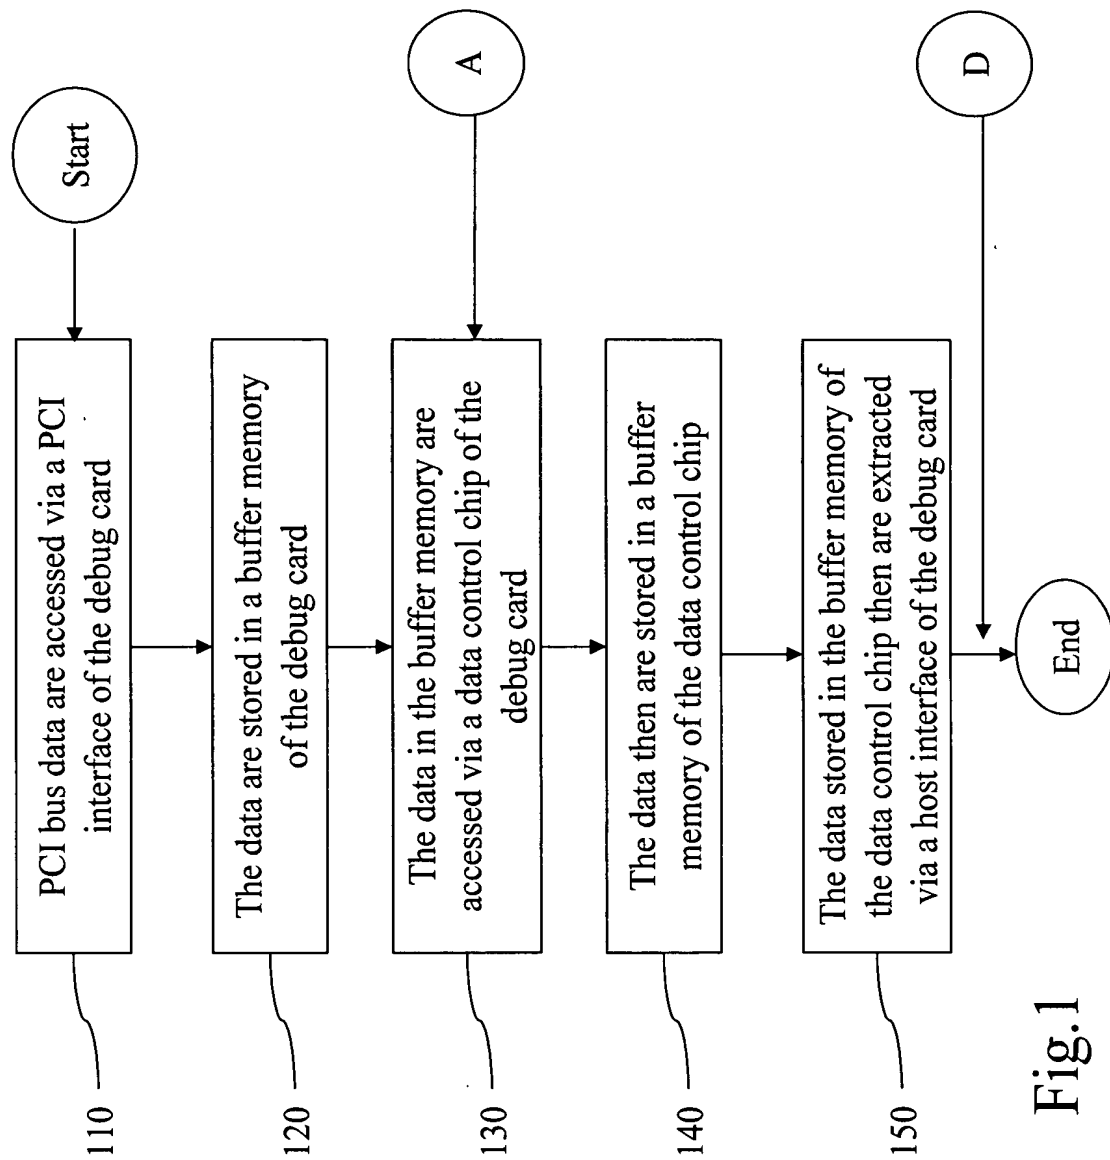 Start
110
PCI bus data are accessed via a PCI
interface of the debug card
120
The data are stored in a buffer memory
of the debug card
A
130
The data in the buffer memory are
accessed via a data control chip of the
debug card
140
The data then are stored in a buffer
memory of the data control chip
150
The data stored in the buffer memory of
the data control chip then are extracted
via a host interface of the debug card
D
End
Fig.1